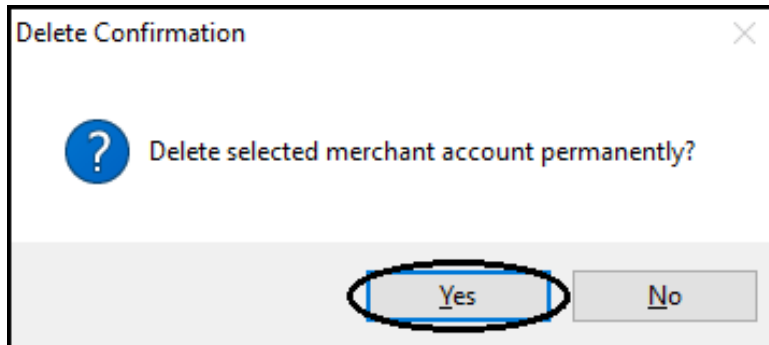 Delete Confirmation
Delete selected merchant account permanently?
Yes No